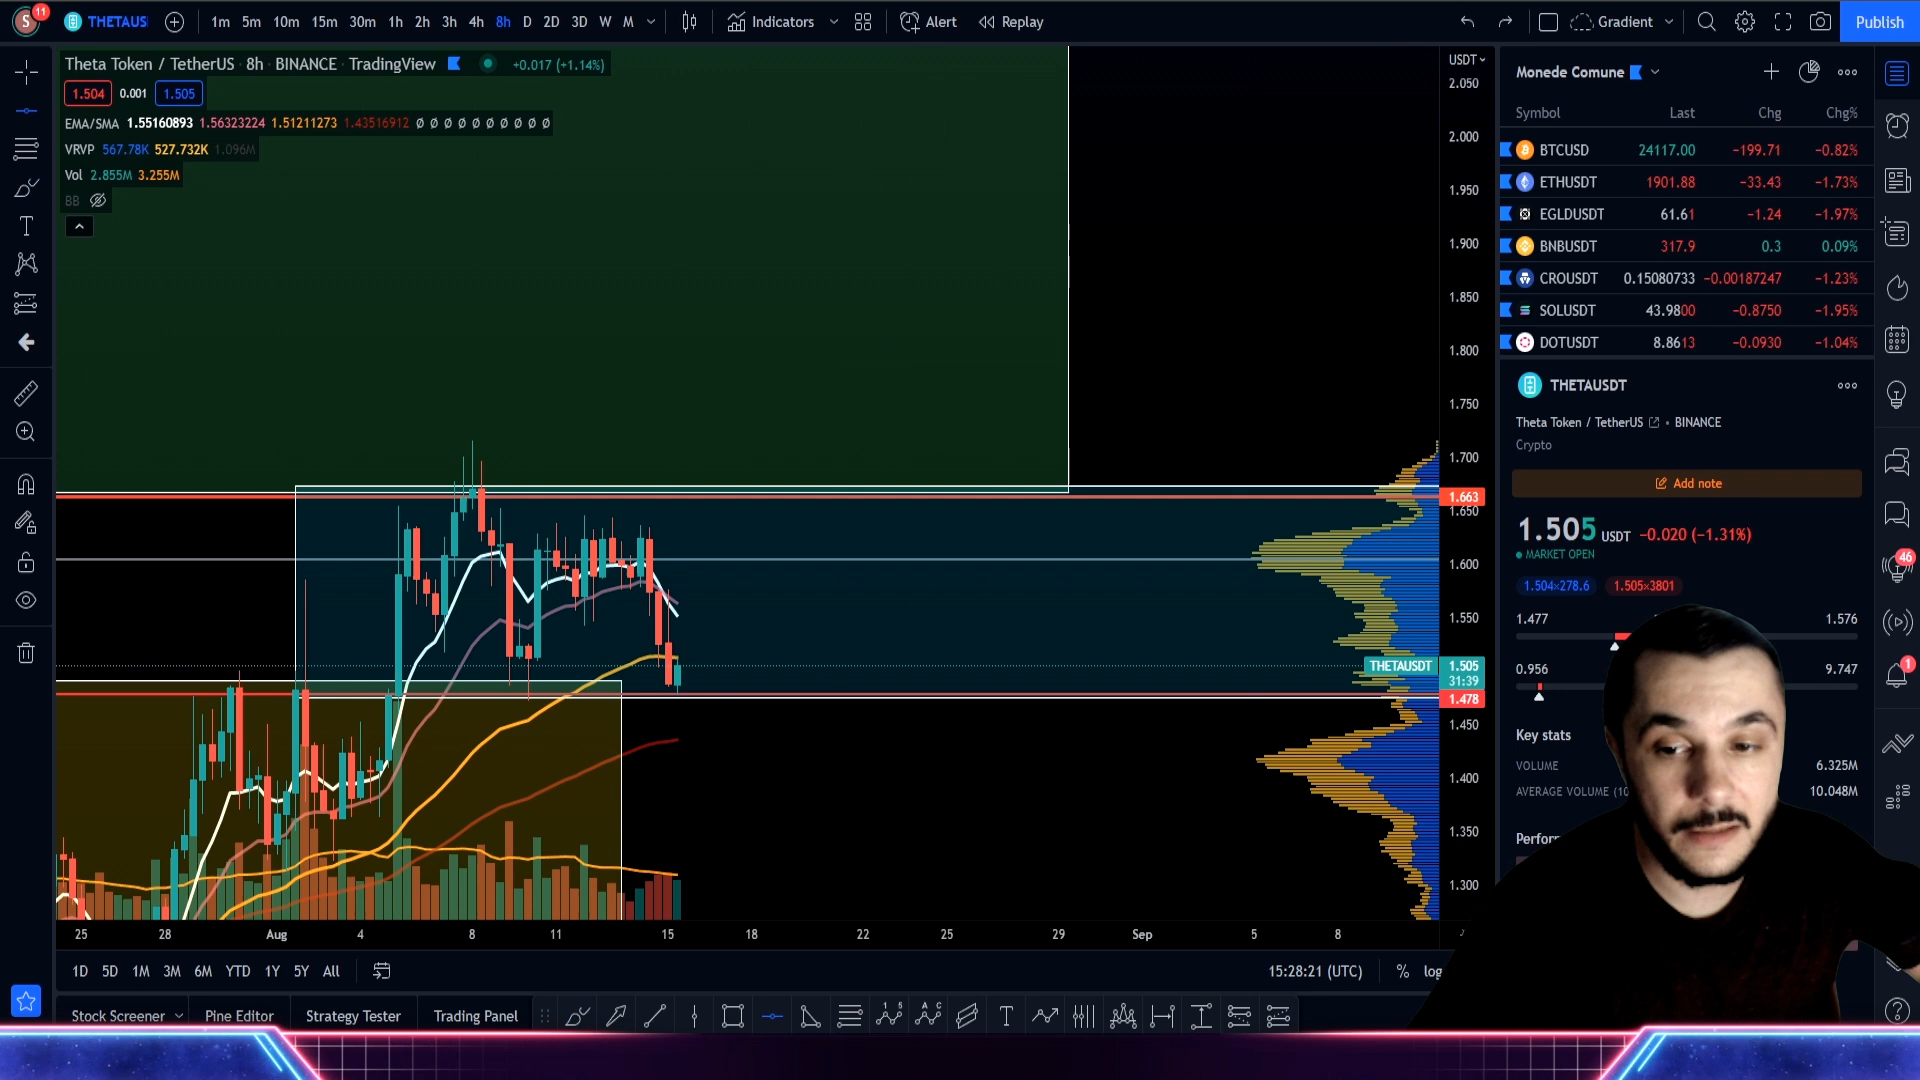 S 11 THETAUS 1m 5m 10m 15m 30m 1h 2h 3h 4h 8h D 2D 3D W M Indicators Alert Replay Gradient Publish
Theta Token / TetherUS · 8h · BINANCE · TradingView +0.017 (+1.14%)
1.504 0.001 1.505
EMA/SMA 1.55160893 1.56323224 1.51211273 1.43516912 Ø Ø Ø Ø Ø Ø Ø Ø Ø Ø
VRVP 567.78K 527.732K 1.096M
Vol 2.855M 3.255M
BB
USDT
2.050
2.000
1.950
1.900
1.850
1.800
1.750
1.700
1.663
1.650
1.600
1.550
THETAUSDT 1.505
31:39
1.478
1.450
1.400
1.350
1.300
25 28 Aug 4 8 11 15 18 22 25 29 Sep 5 8
1D 5D 1M 3M 6M YTD 1Y 5Y All 15:28:21 (UTC) % log
Stock Screener Pine Editor Strategy Tester Trading Panel
Monede Comune
Symbol Last Chg Chg%
BTCUSD 24117.00 −199.71 −0.82%
ETHUSDT 1901.88 −33.43 −1.73%
EGLDUSDT 61.61 −1.24 −1.97%
BNBUSDT 317.9 0.3 0.09%
CROUSDT 0.15080733 −0.00187247 −1.23%
SOLUSDT 43.9800 −0.8750 −1.95%
DOTUSDT 8.8613 −0.0930 −1.04%
THETAUSDT
Theta Token / TetherUS • BINANCE
Crypto
Add note
1.505 USDT −0.020 (−1.31%)
MARKET OPEN
1.504×278.6 1.505×3801
1.477 1.576
0.956 9.747
Key stats
VOLUME 6.325M
AVERAGE VOLUME (10 10.048M
Perfor
46
1